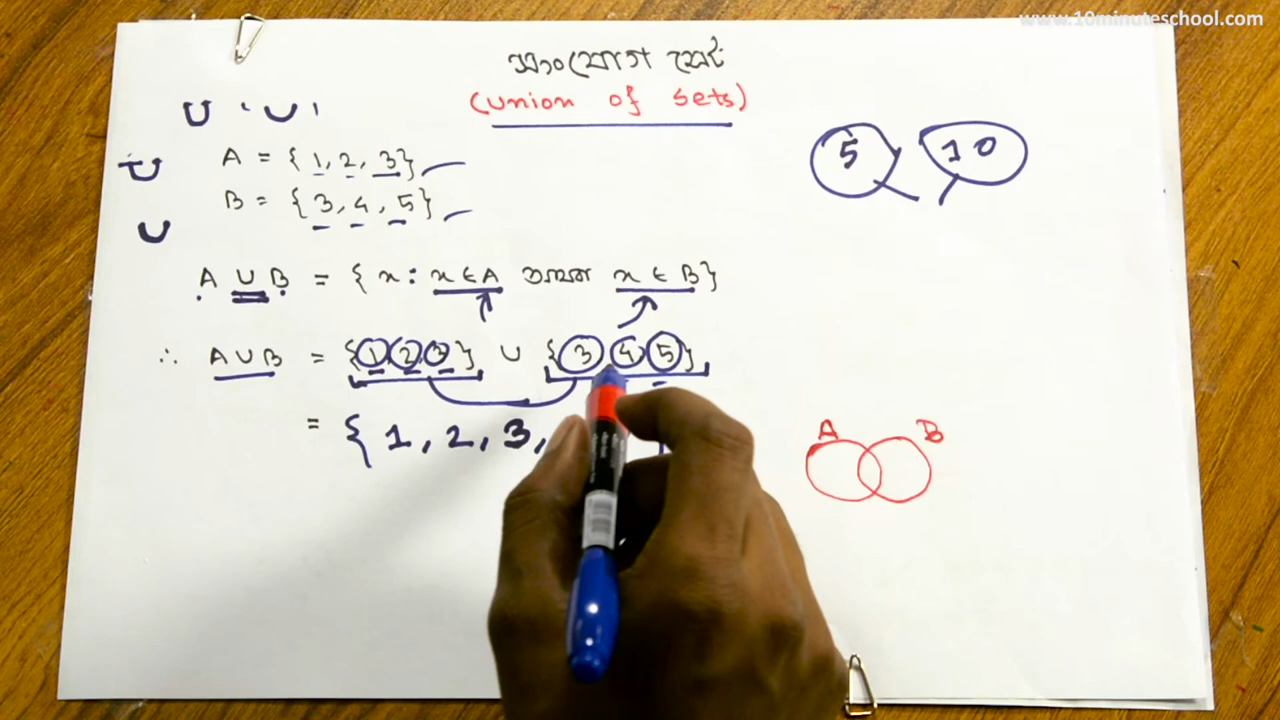 www.10minuteschool.com
সংযোগ সেট
(union of sets)
U ' U '
U
U
A = { 1, 2, 3}
B = { 3, 4, 5}
5
10
A U B = { x : x ∈ A অথবা x ∈ B}
∴ A U B = {1, 2, 3} U {3, 4, 5}
= { 1, 2, 3,
A
B